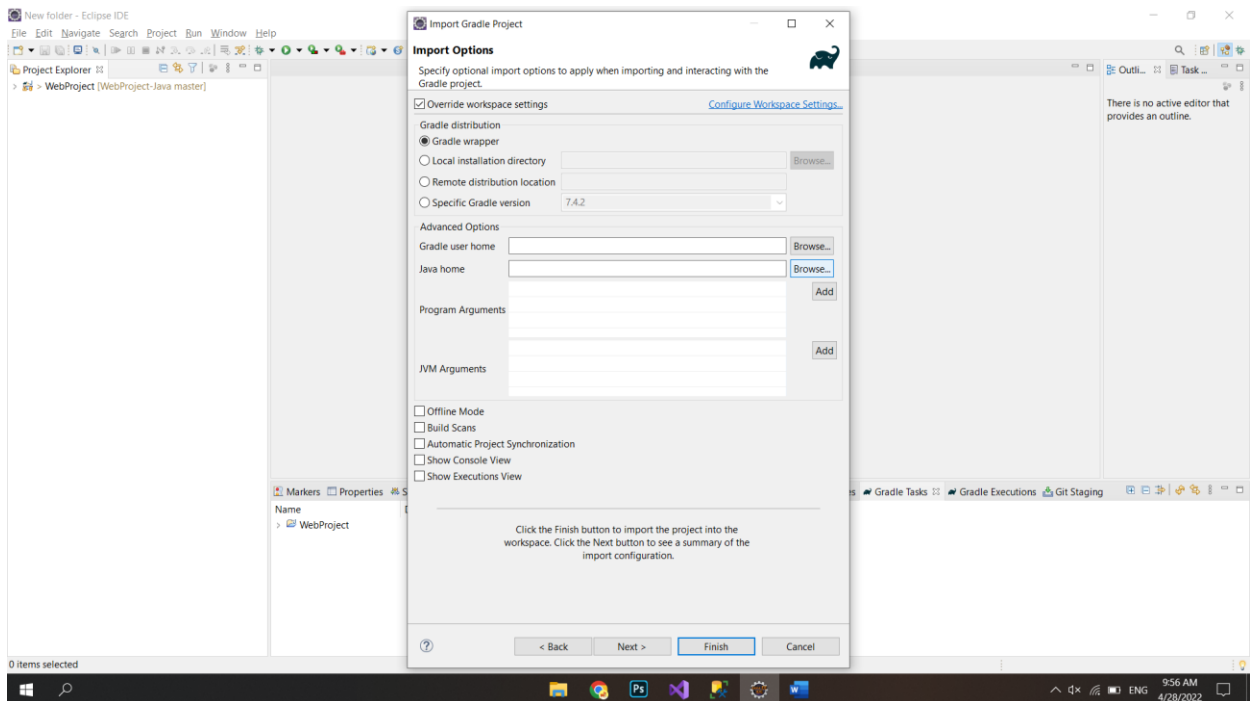 New folder - Eclipse IDE
File Edit Navigate Search Project Run Window Help
Project Explorer
WebProject [WebProject-Java master]
Import Gradle Project
Import Options
Specify optional import options to apply when importing and interacting with the
Gradle project.
Override workspace settings
Configure Workspace Settings...
Gradle distribution
Gradle wrapper
Local installation directory
Browse...
Remote distribution location
Specific Gradle version
7.4.2
Advanced Options
Gradle user home
Browse...
Java home
Browse...
Add
Program Arguments
Add
JVM Arguments
Offline Mode
Build Scans
Automatic Project Synchronization
Show Console View
Show Executions View
Click the Finish button to import the project into the
workspace. Click the Next button to see a summary of the
import configuration.
< Back
Next >
Finish
Cancel
Outli...
Task ...
There is no active editor that
provides an outline.
Markers
Properties
S
Gradle Tasks
Gradle Executions
Git Staging
Name
WebProject
0 items selected
Ps
ENG
9:56 AM
4/28/2022